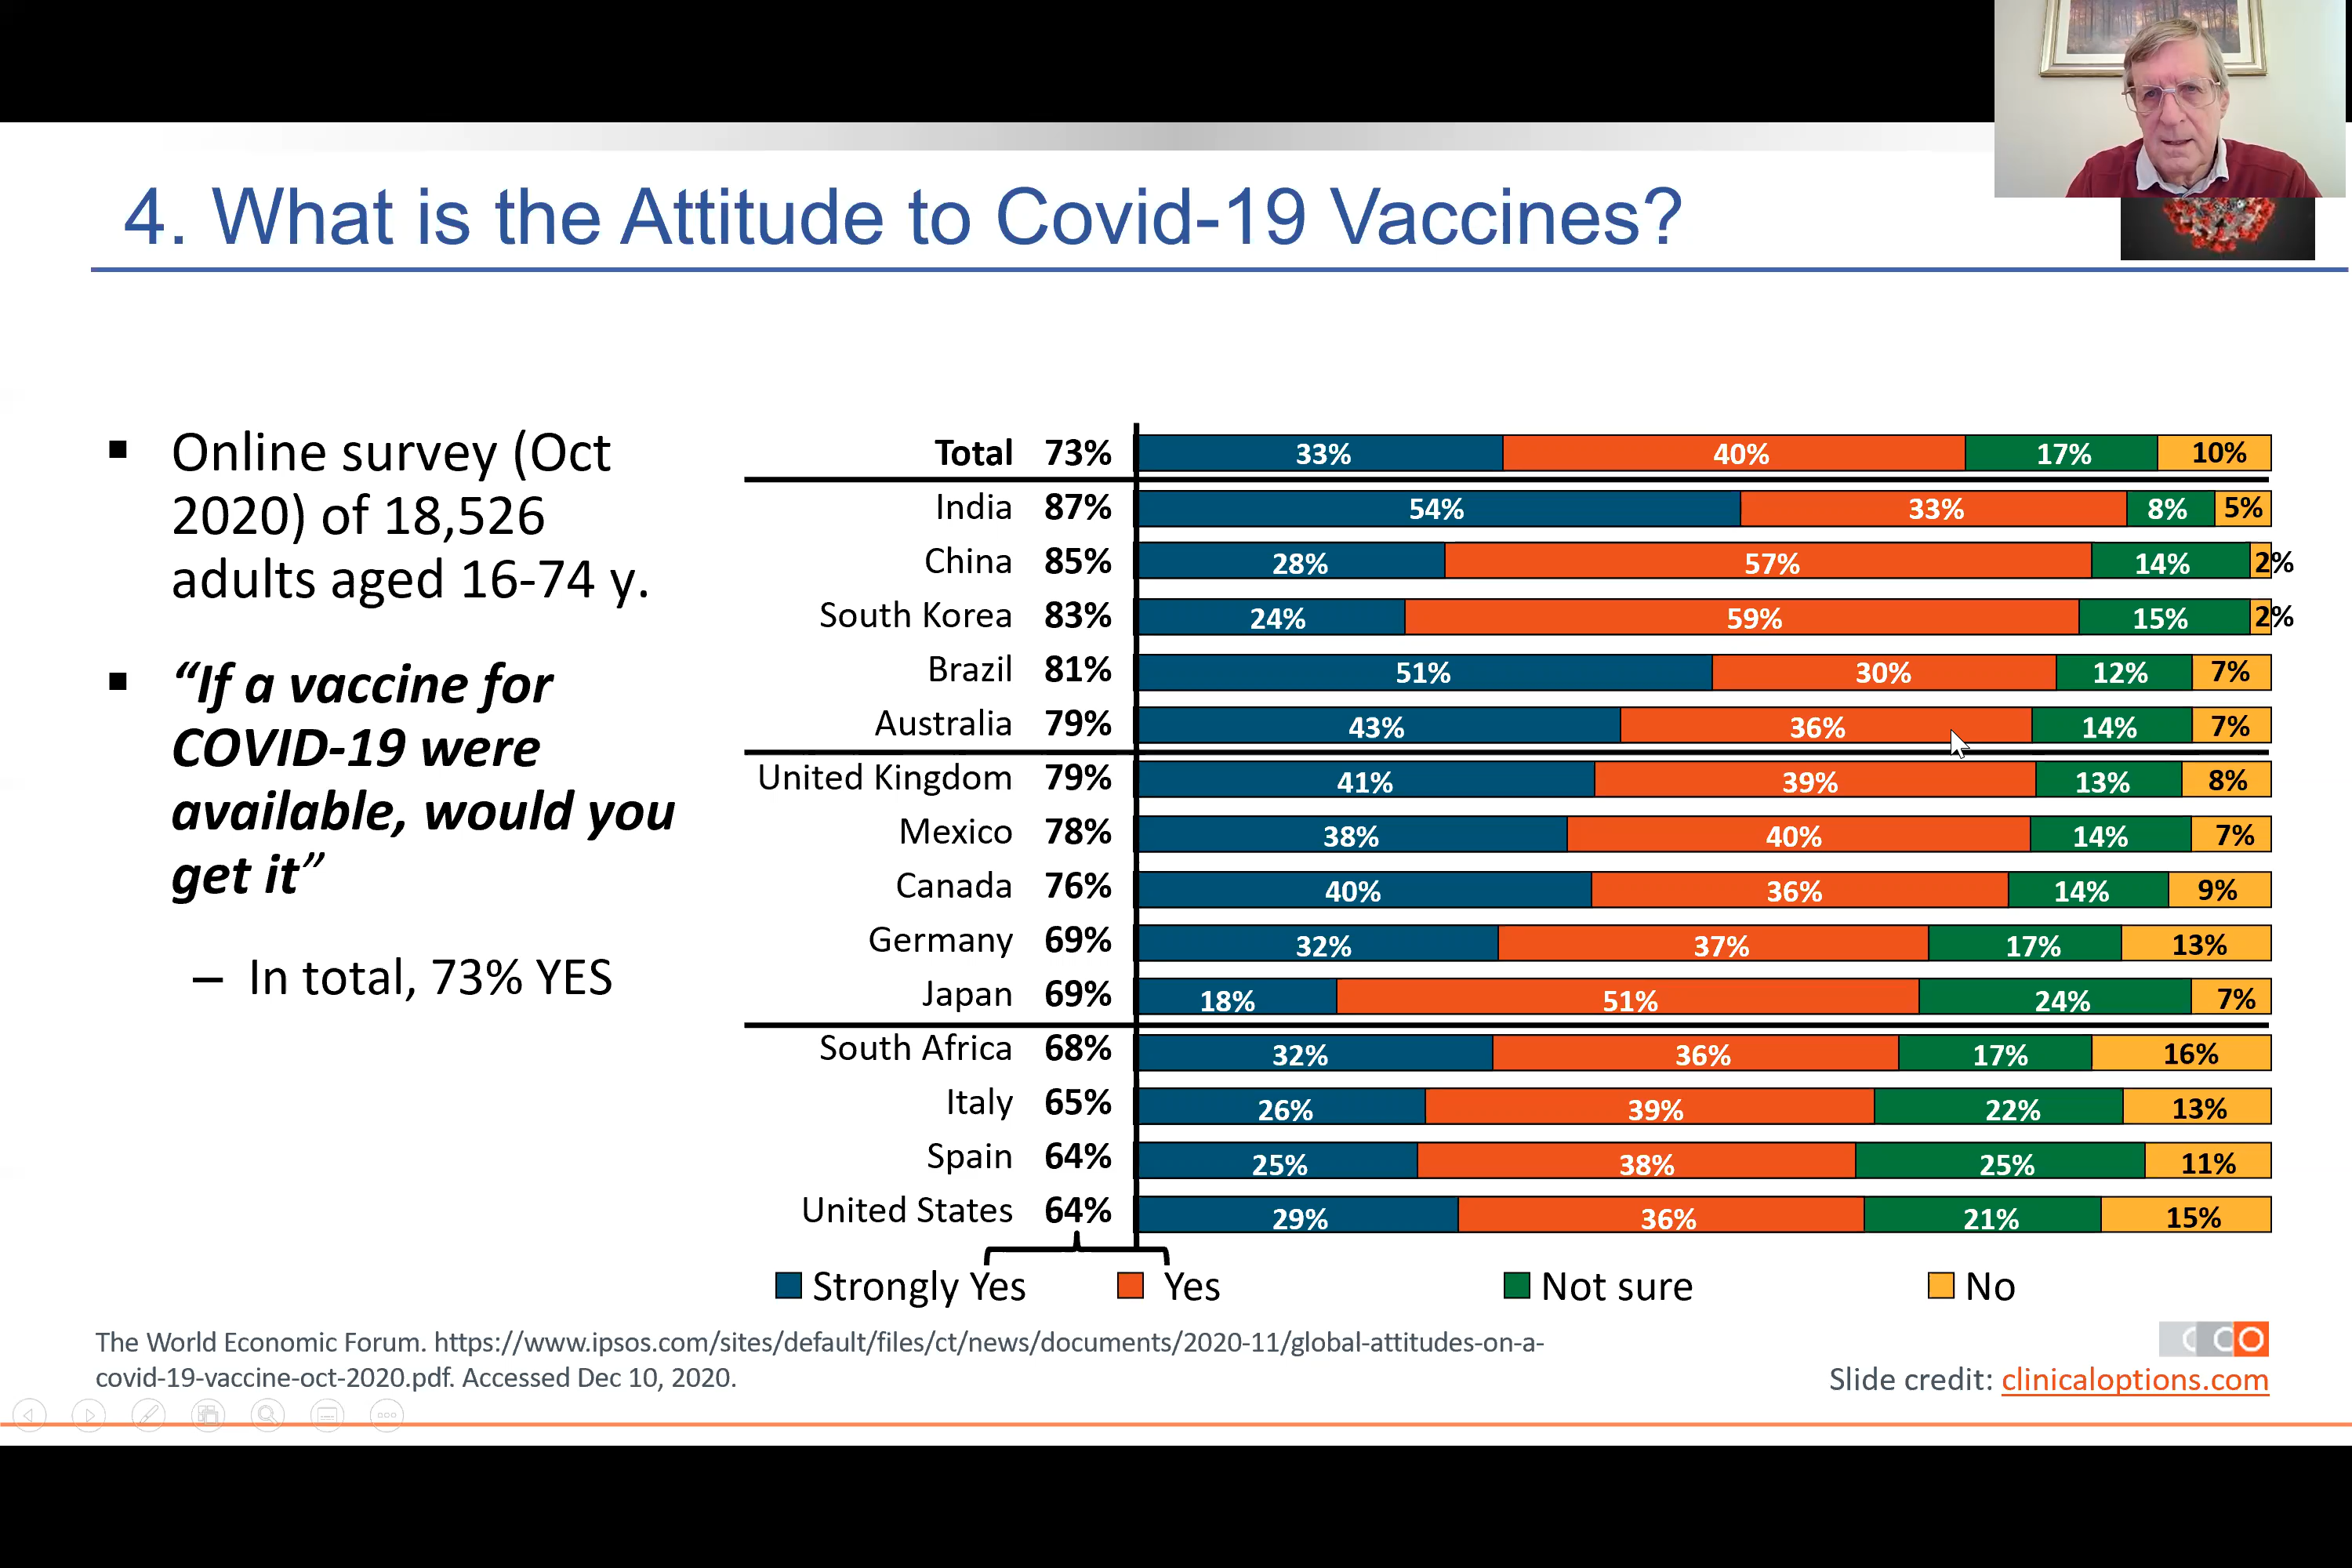 4. What is the Attitude to Covid-19 Vaccines?
▪ Online survey (Oct
2020) of 18,526
adults aged 16-74 y.
▪ “If a vaccine for
COVID-19 were
available, would you
get it”
– In total, 73% YES
Total 73% 33% 40% 17% 10%
India 87% 54% 33% 8% 5%
China 85% 28% 57% 14% 2%
South Korea 83% 24% 59% 15% 2%
Brazil 81% 51% 30% 12% 7%
Australia 79% 43% 36% 14% 7%
United Kingdom 79% 41% 39% 13% 8%
Mexico 78% 38% 40% 14% 7%
Canada 76% 40% 36% 14% 9%
Germany 69% 32% 37% 17% 13%
Japan 69% 18% 51% 24% 7%
South Africa 68% 32% 36% 17% 16%
Italy 65% 26% 39% 22% 13%
Spain 64% 25% 38% 25% 11%
United States 64% 29% 36% 21% 15%
Strongly Yes Yes Not sure No
The World Economic Forum. https://www.ipsos.com/sites/default/files/ct/news/documents/2020-11/global-attitudes-on-a-
covid-19-vaccine-oct-2020.pdf. Accessed Dec 10, 2020.
CCO
Slide credit: clinicaloptions.com